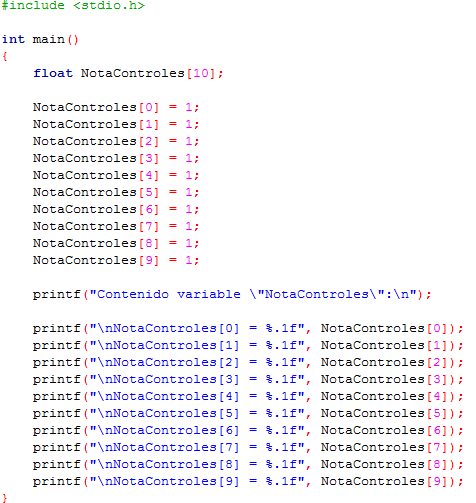 #include <stdio.h>
int main()
{
float NotaControles[10];
NotaControles[0] = 1;
NotaControles[1] = 1;
NotaControles[2] = 1;
NotaControles[3] = 1;
NotaControles[4] = 1;
NotaControles[5] = 1;
NotaControles[6] = 1;
NotaControles[7] = 1;
NotaControles[8] = 1;
NotaControles[9] = 1;
printf("Contenido variable \"NotaControles\":\n");
printf("\nNotaControles[0] = %.1f", NotaControles[0]);
printf("\nNotaControles[1] = %.1f", NotaControles[1]);
printf("\nNotaControles[2] = %.1f", NotaControles[2]);
printf("\nNotaControles[3] = %.1f", NotaControles[3]);
printf("\nNotaControles[4] = %.1f", NotaControles[4]);
printf("\nNotaControles[5] = %.1f", NotaControles[5]);
printf("\nNotaControles[6] = %.1f", NotaControles[6]);
printf("\nNotaControles[7] = %.1f", NotaControles[7]);
printf("\nNotaControles[8] = %.1f", NotaControles[8]);
printf("\nNotaControles[9] = %.1f", NotaControles[9]);
}